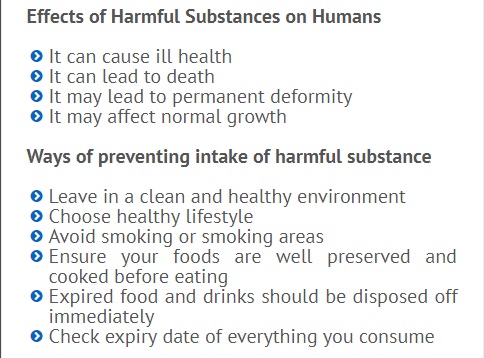 Effects of Harmful Substances on Humans
It can cause ill health
It can lead to death
It may lead to permanent deformity
It may affect normal growth
Ways of preventing intake of harmful substance
Leave in a clean and healthy environment
Choose healthy lifestyle
Avoid smoking or smoking areas
Ensure your foods are well preserved and
cooked before eating
Expired food and drinks should be disposed off
immediately
Check expiry date of everything you consume